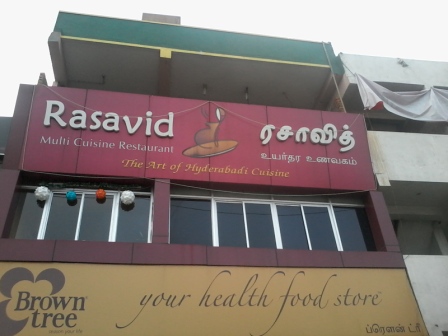 Rasavid
Multi Cuisine Restaurant
ரசாவித்
உயர்தர உணவகம்
The Art of Hyderabadi Cuisine
Brown
tree
your health food store
ப்ரௌன் ட்ரீ